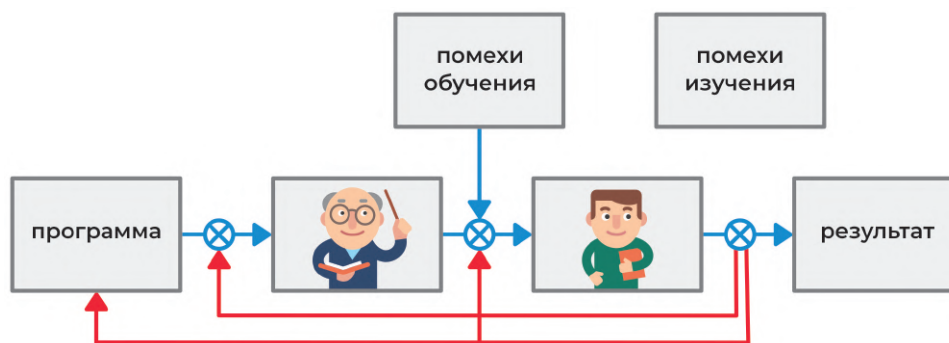 помехи
обучения
помехи
изучения
программа
результат